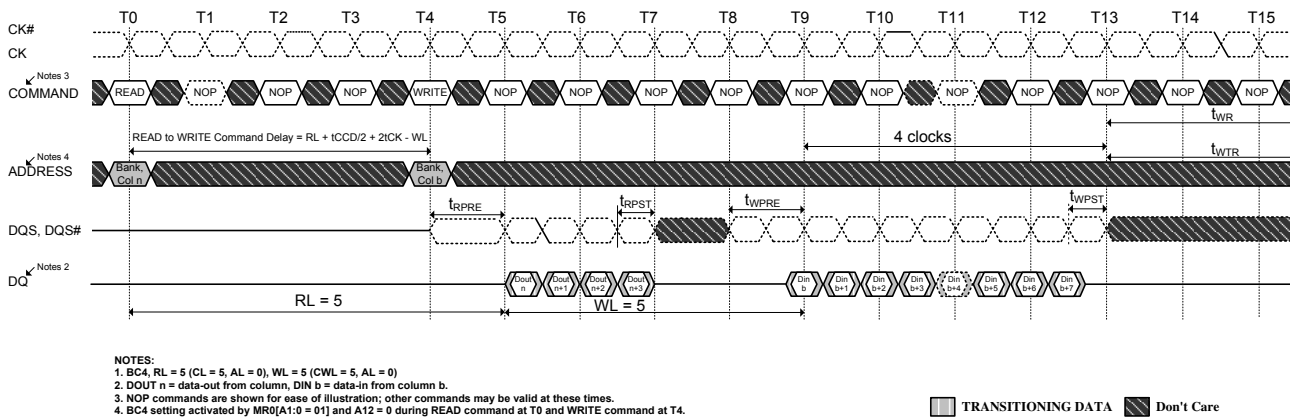 T0 T1 T2 T3 T4 T5 T6 T7 T8 T9 T10 T11 T12 T13 T14 T15
CK#
CK
Notes 3
COMMAND READ NOP NOP NOP WRITE NOP NOP NOP NOP NOP NOP NOP NOP NOP NOP NOP
tWR
READ to WRITE Command Delay = RL + tCCD/2 + 2tCK - WL
4 clocks
tWTR
Notes 4
ADDRESS
Bank, Col n
Bank, Col b
tRPRE tRPST tWPRE tWPST
DQS, DQS#
Notes 2
DQ
Dout n
Dout n+1
Dout n+2
Dout n+3
Din b
Din b+1
Din b+2
Din b+3
Din b+4
Din b+5
Din b+6
Din b+7
RL = 5 WL = 5
NOTES:
1. BC4, RL = 5 (CL = 5, AL = 0), WL = 5 (CWL = 5, AL = 0)
2. DOUT n = data-out from column, DIN b = data-in from column b.
3. NOP commands are shown for ease of illustration; other commands may be valid at these times.
4. BC4 setting activated by MR0[A1:0 = 01] and A12 = 0 during READ command at T0 and WRITE command at T4.
TRANSITIONING DATA Don't Care